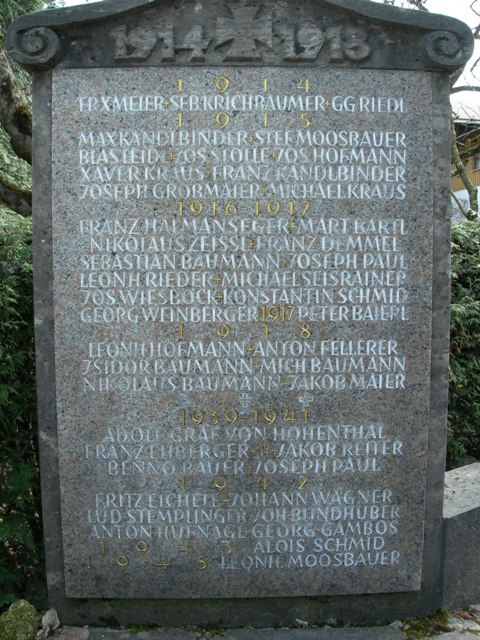 1914 1918
1914
FR.X.MEIER+SEB.KRICHBAUMER+GG.RIEDL
1915
MAX KANDLBINDER+STEF.MOOSBAUER
BLAS.LEIDL+JOS.STOLLE+JOS.HOFMANN
XAVER KRAUS+FRANZ KANDLBINDER
JOSEPH GROẞMAIER+MICHAEL KRAUS
1916-1917
FRANZ HALMANSEGER+MART.BARTL
NIKOLAUS ZEISSL+FRANZ DEMMEL
SEBASTIAN BAUMANN+JOSEPH PAUL
LEONH.RIEDER+MICHAEL SEISRAINER
JOS.WIESBÖCK+KONSTANTIN SCHMID
GEORG WEINBERGER 1917 PETER BAIERL
1918
LEONH.HOFMANN+ANTON FELLERER
JSIDOR BAUMANN+MICH.BAUMANN
NIKOLAUS BAUMANN+JAKOB MAIER
1939-1941
ADOLF GRAF VON HOHENTHAL
FRANZ EHBERGER+JAKOB REITER
BENNO BAUER+JOSEPH PAUL
1942
FRITZ EICHELE+JOHANN WAGNER
LUD.STEMPLINGER+JOH.BUNDHUBER
ANTON HUFNAGL+GEORG GAMBOS
1943 ALOIS SCHMID
1945 LEONH.MOOSBAUER